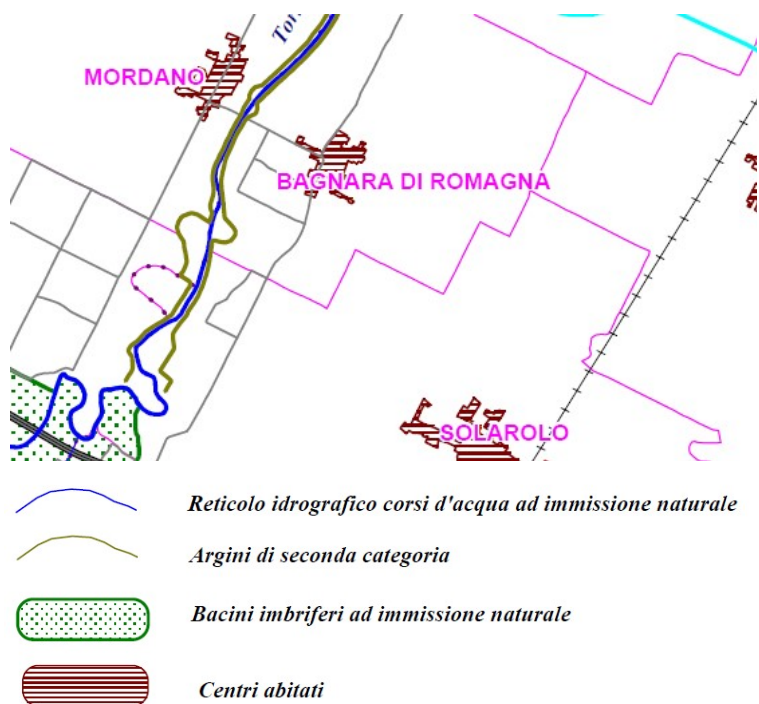 MORDANO
BAGNARA DI ROMAGNA
SOLAROLO
Reticolo idrografico corsi d'acqua ad immissione naturale
Argini di seconda categoria
Bacini imbriferi ad immissione naturale
Centri abitati